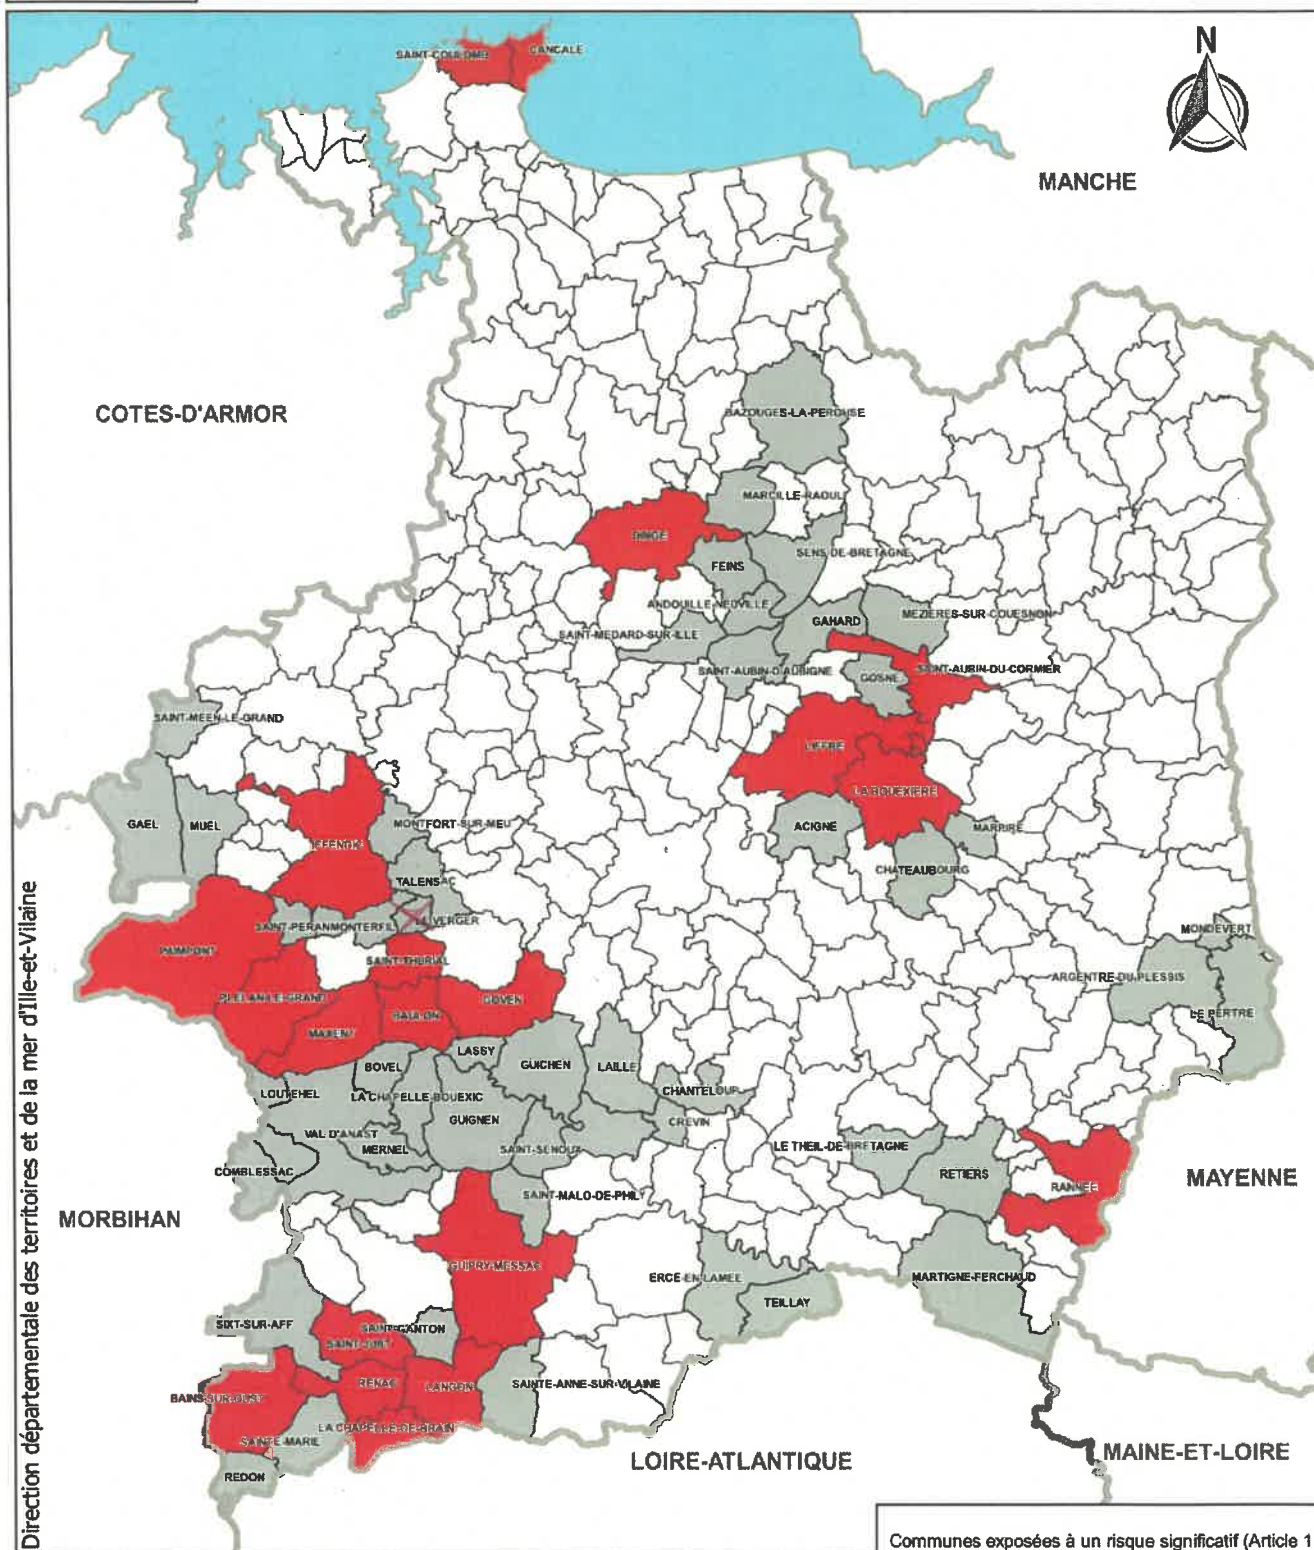 SAINT-COULOMB
CANCALE
N
MANCHE
COTES-D'ARMOR
BAZOUGES-LA-PEROUSE
MARCILLE-RAOUL
DINGE
SENS-DE-BRETAGNE
FEINS
ANDOUILLE-NEUVILLE
MEZIERES-SUR-COUESNON
GAHARD
SAINT-MEDARD-SUR-ILLE
SAINT-AUBIN-D'AUBIGNE
SAINT-AUBIN-DU-CORMIER
GOSNE
SAINT-MEEN-LE-GRAND
LIFFRE
LA BOUEXIERE
GAEL
MUEL
MONTFORT-SUR-MEU
ACIGNE
MARPIRE
IFFENDIC
CHATEAUBOURG
TALENSAC
LE VERGER
SAINT-PERAN
MONTERFIL
MONDEVERT
PAIMPONT
SAINT-THURIAL
ARGENTRE-DU-PLESSIS
PLELAN-LE-GRAND
GOVEN
BAULON
LE PERTRE
MAXENT
LASSY
BOVEL
GUICHEN
LAILLE
LOUTEHEL
LA CHAPELLE-BOUEXIC
CHANTELOUP
GUIGNEN
CREVIN
VAL D'ANAST
MERNEL
SAINT-SENOUX
LE THEIL-DE-BRETAGNE
COMBLESSAC
RETIERS
MAYENNE
RANNEE
SAINT-MALO-DE-PHILY
MORBIHAN
GUIPRY-MESSAC
ERCE-EN-LAMEE
MARTIGNE-FERCHAUD
TEILLAY
SIXT-SUR-AFF
SAINT-GANTON
SAINT-JUST
RENAC
LANGON
SAINTE-ANNE-SUR-VILAINE
BAINS-SUR-OUST
LA CHAPELLE-DE-BRAIN
SAINTE-MARIE
LOIRE-ATLANTIQUE
MAINE-ET-LOIRE
REDON
Direction départementale des territoires et de la mer d'Ille-et-Vilaine
Communes exposées à un risque significatif (Article 1